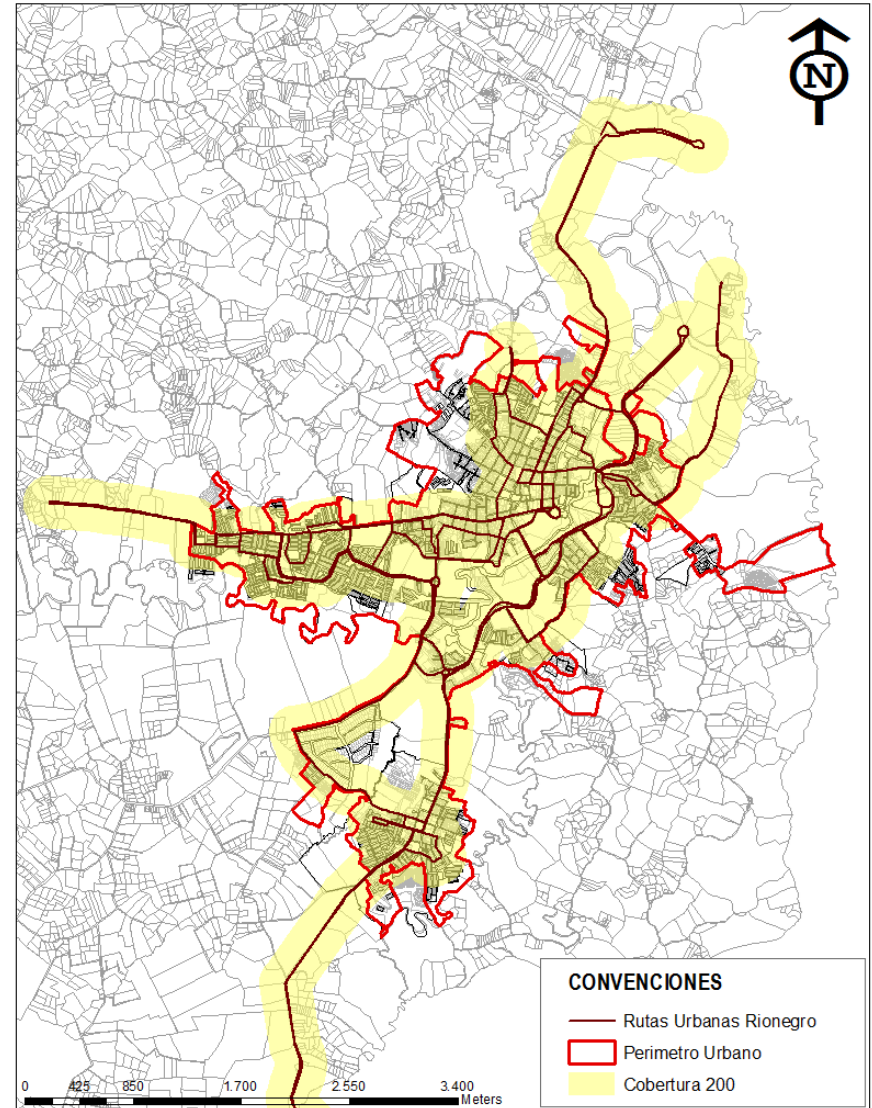 N
CONVENCIONES
Rutas Urbanas Rionegro
Perimetro Urbano
Cobertura 200
0 425 850 1.700 2.550 3.400
Meters